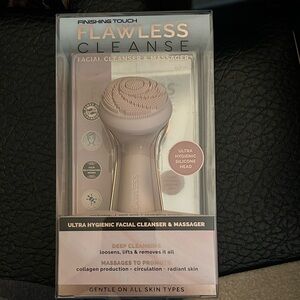 FINISHING TOUCH
FLAWLESS
CLEANSE
FACIAL CLEANSER & MASSAGER
ULTRA
HYGIENIC
SILICONE
HEAD
ULTRA HYGIENIC FACIAL CLEANSER & MASSAGER
DEEP CLEANSING
loosens, lifts & removes it all
MASSAGES TO PROMOTE
collagen production • circulation • radiant skin
GENTLE ON ALL SKIN TYPES